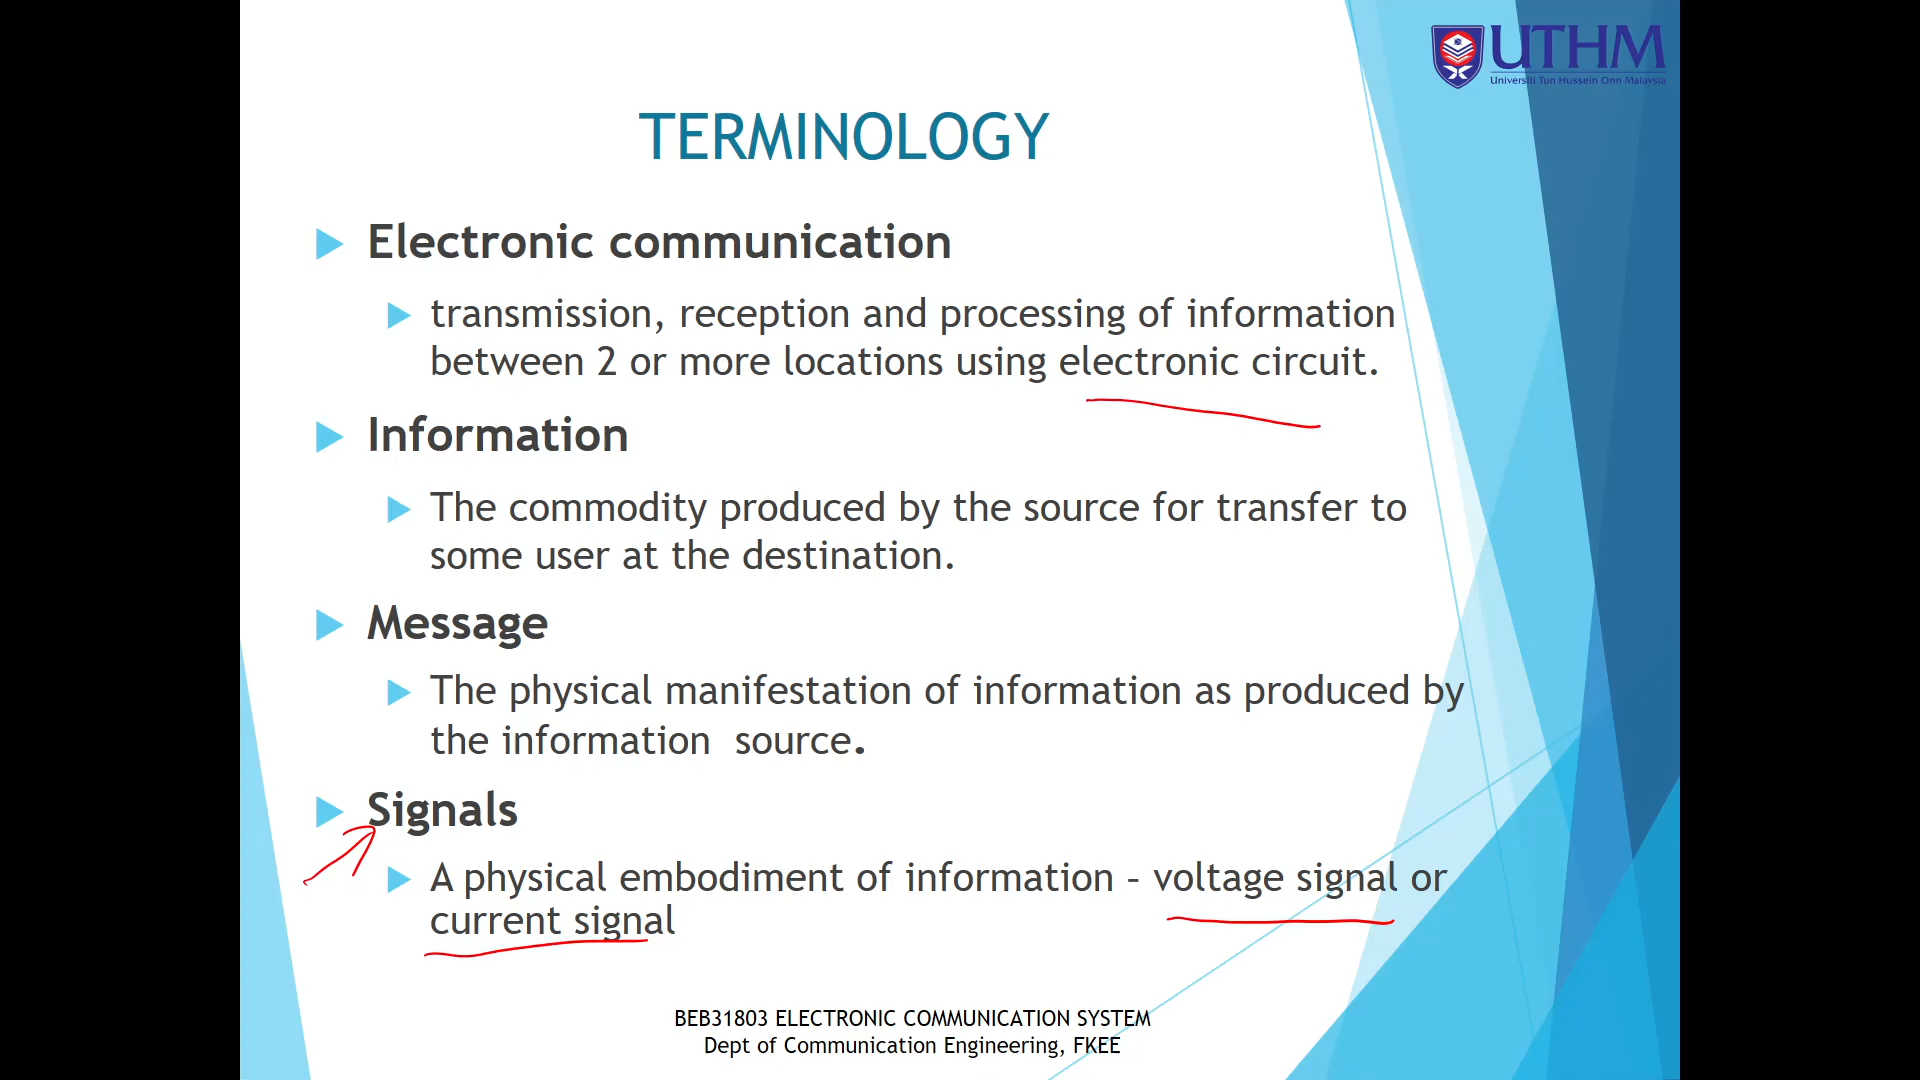 UTHM
Universiti Tun Hussein Onn Malaysia
TERMINOLOGY
Electronic communication
transmission, reception and processing of information
between 2 or more locations using electronic circuit.
Information
The commodity produced by the source for transfer to
some user at the destination.
Message
The physical manifestation of information as produced by
the information source.
Signals
A physical embodiment of information – voltage signal or
current signal
BEB31803 ELECTRONIC COMMUNICATION SYSTEM
Dept of Communication Engineering, FKEE